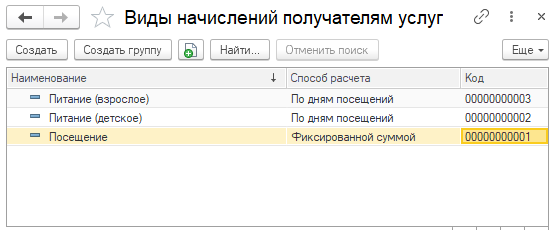 Виды начислений получателям услуг
Создать Создать группу Найти... Отменить поиск Еще
Наименование Способ расчета Код
Питание (взрослое) По дням посещений 00000000003
Питание (детское) По дням посещений 00000000002
Посещение Фиксированной суммой 00000000001